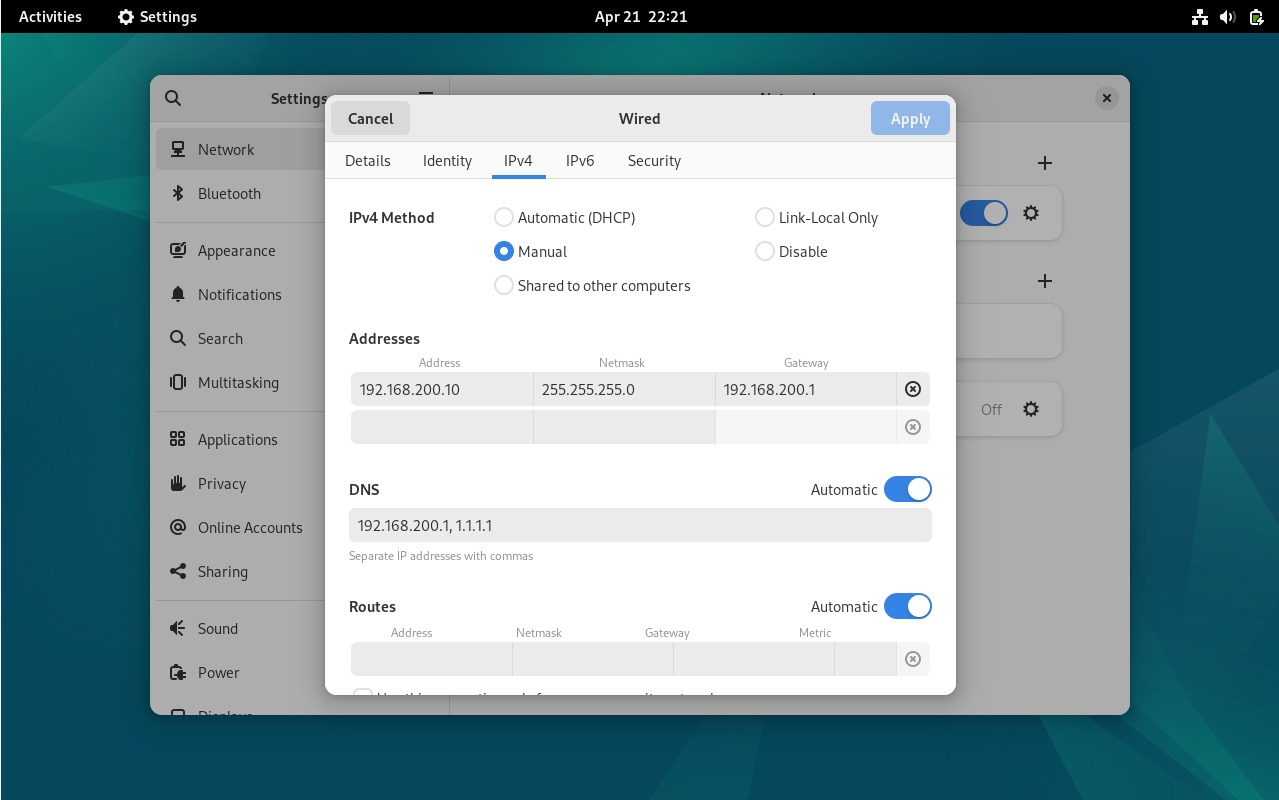 Activities Settings Apr 21 22:21
Settings
Cancel Wired Apply
Details Identity IPv4 IPv6 Security
Network
Bluetooth
Appearance
Notifications
Search
Multitasking
Applications
Privacy
Online Accounts
Sharing
Sound
Power
Displays
IPv4 Method Automatic (DHCP) Link-Local Only
Manual Disable
Shared to other computers
Addresses
Address Netmask Gateway
192.168.200.10 255.255.255.0 192.168.200.1
Off
DNS Automatic
192.168.200.1, 1.1.1.1
Separate IP addresses with commas
Routes Automatic
Address Netmask Gateway Metric